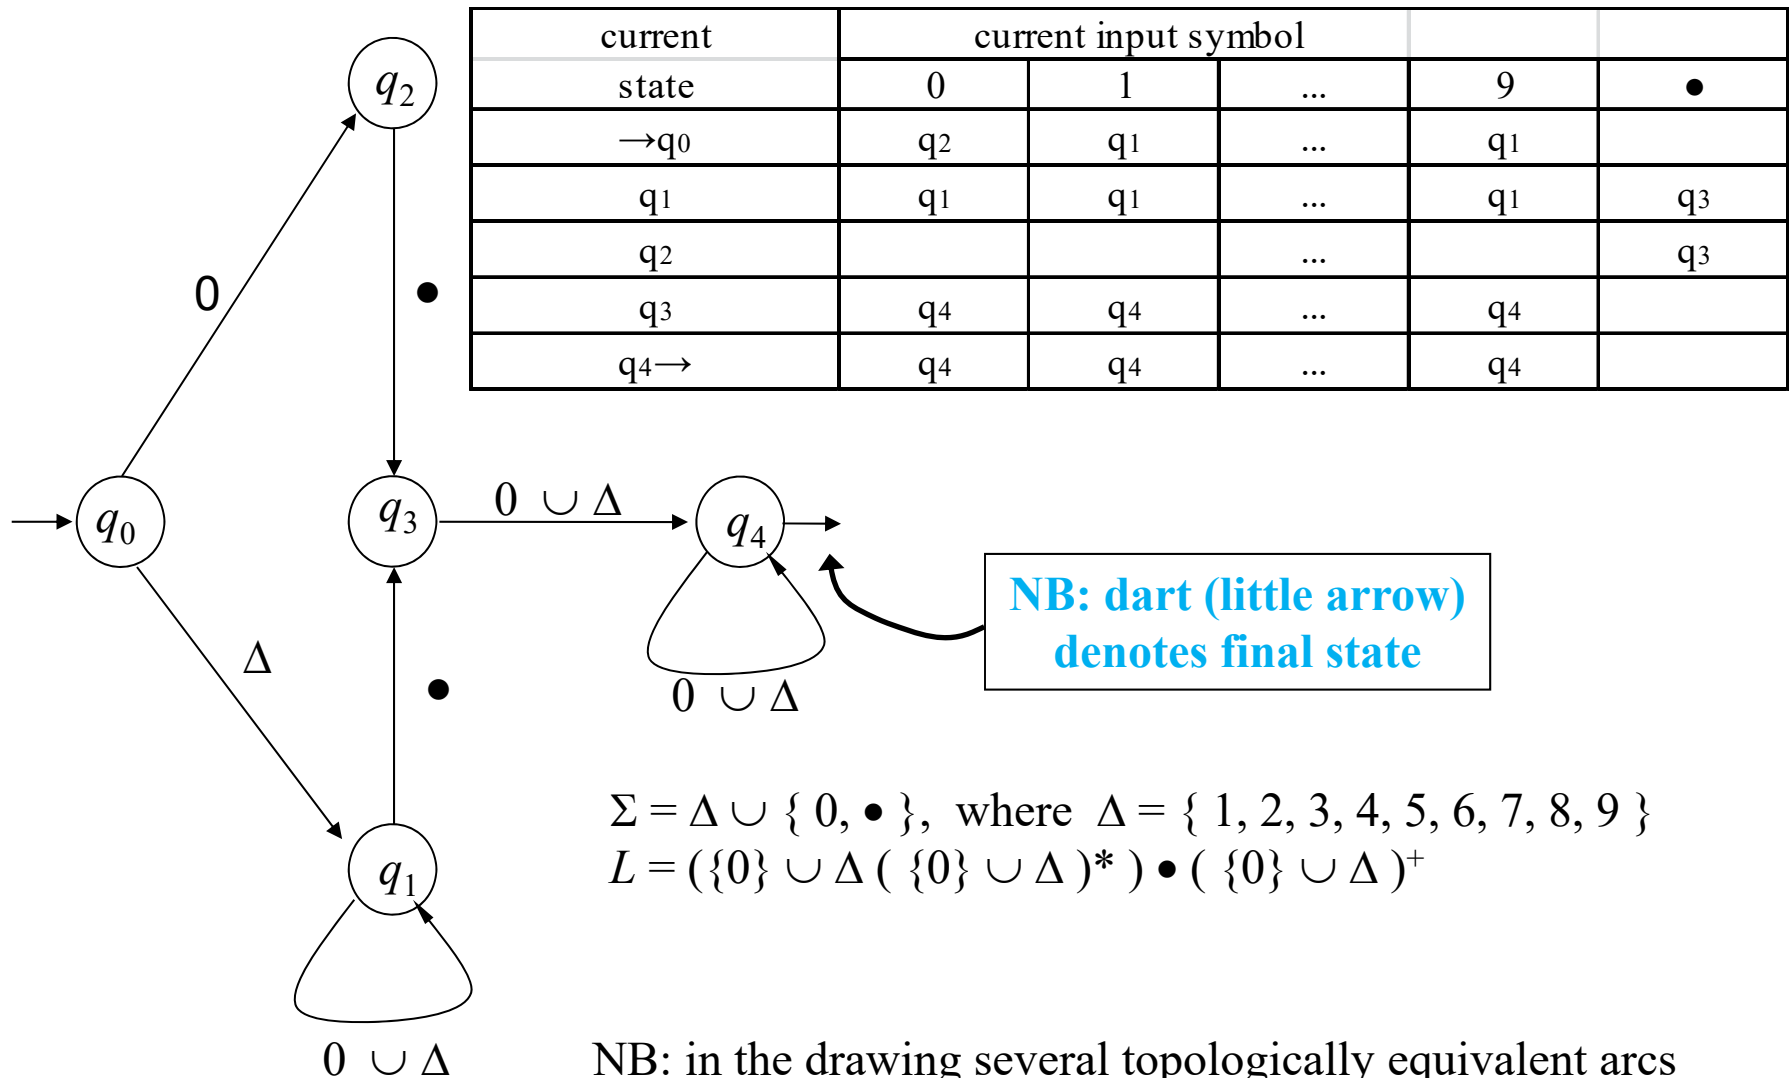 current current input symbol
state 0 1 ... 9 •
→q0 q2 q1 ... q1
q1 q1 q1 ... q1 q3
q2 ... q3
q3 q4 q4 ... q4
q4→ q4 q4 ... q4
q2
0
•
q0
q3
0 ∪ Δ
q4
NB: dart (little arrow)
denotes final state
Δ
•
0 ∪ Δ
Σ = Δ ∪ { 0, • }, where Δ = { 1, 2, 3, 4, 5, 6, 7, 8, 9 }
L = ({0} ∪ Δ ( {0} ∪ Δ )* ) • ( {0} ∪ Δ )⁺
q1
0 ∪ Δ
NB: in the drawing several topologically equivalent arcs